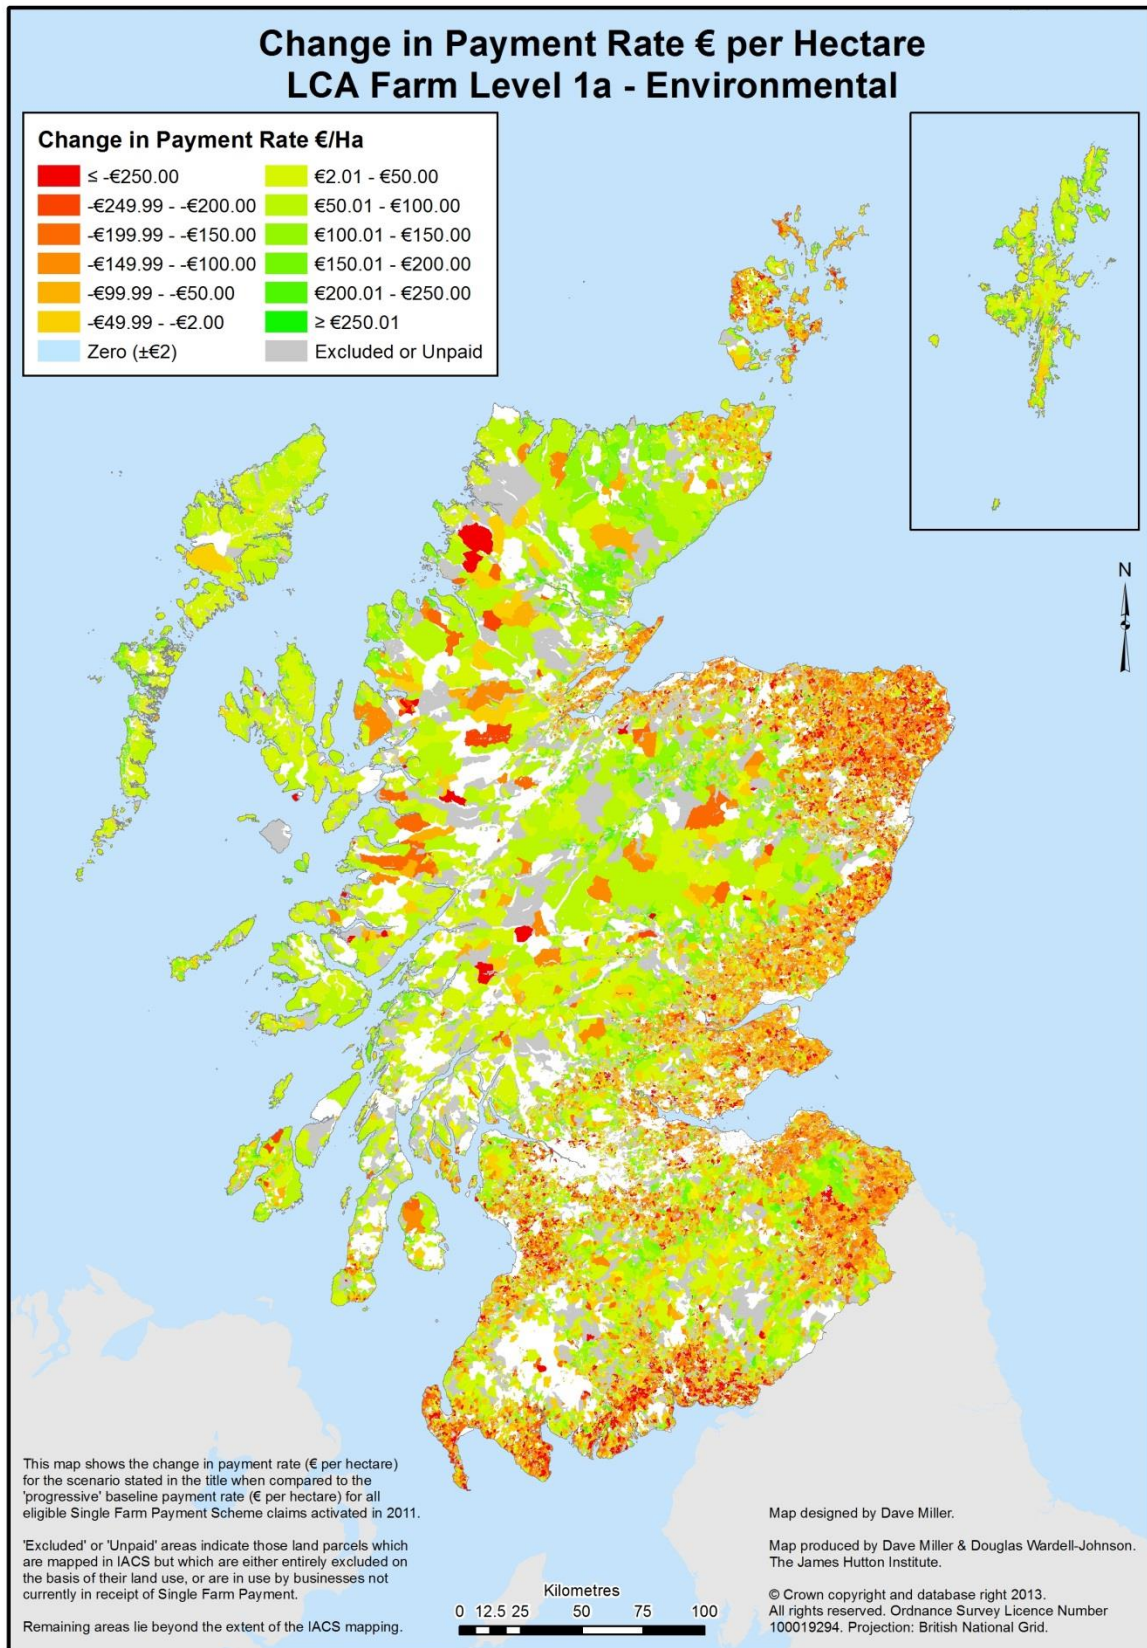 Change in Payment Rate € per Hectare
LCA Farm Level 1a - Environmental
Change in Payment Rate €/Ha
≤ -€250.00
-€249.99 - -€200.00
-€199.99 - -€150.00
-€149.99 - -€100.00
-€99.99 - -€50.00
-€49.99 - -€2.00
Zero (±€2)
€2.01 - €50.00
€50.01 - €100.00
€100.01 - €150.00
€150.01 - €200.00
€200.01 - €250.00
≥ €250.01
Excluded or Unpaid
N
This map shows the change in payment rate (€ per hectare)
for the scenario stated in the title when compared to the
'progressive' baseline payment rate (€ per hectare) for all
eligible Single Farm Payment Scheme claims activated in 2011.
'Excluded' or 'Unpaid' areas indicate those land parcels which
are mapped in IACS but which are either entirely excluded on
the basis of their land use, or are in use by businesses not
currently in receipt of Single Farm Payment.
Remaining areas lie beyond the extent of the IACS mapping.
Kilometres
0 12.5 25 50 75 100
Map designed by Dave Miller.
Map produced by Dave Miller & Douglas Wardell-Johnson.
The James Hutton Institute.
© Crown copyright and database right 2013.
All rights reserved. Ordnance Survey Licence Number
100019294. Projection: British National Grid.